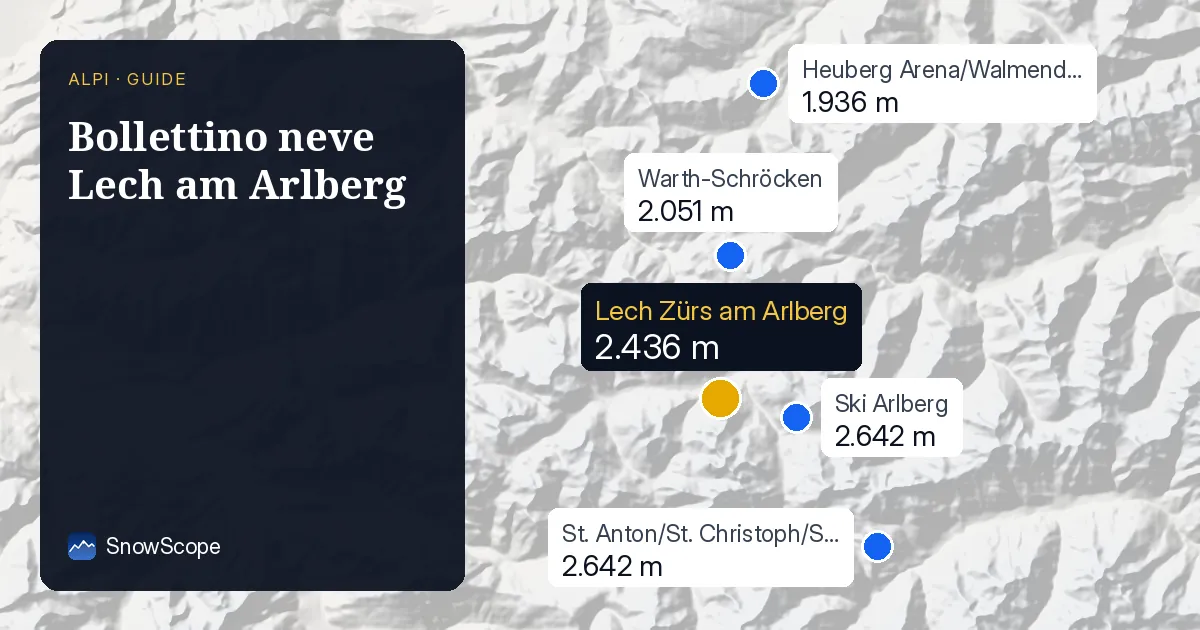 ALPI · GUIDE
Bollettino neve
Lech am Arlberg
SnowScope
Heuberg Arena/Walmend...
1.936 m
Warth-Schröcken
2.051 m
Lech Zürs am Arlberg
2.436 m
Ski Arlberg
2.642 m
St. Anton/St. Christoph/S...
2.642 m